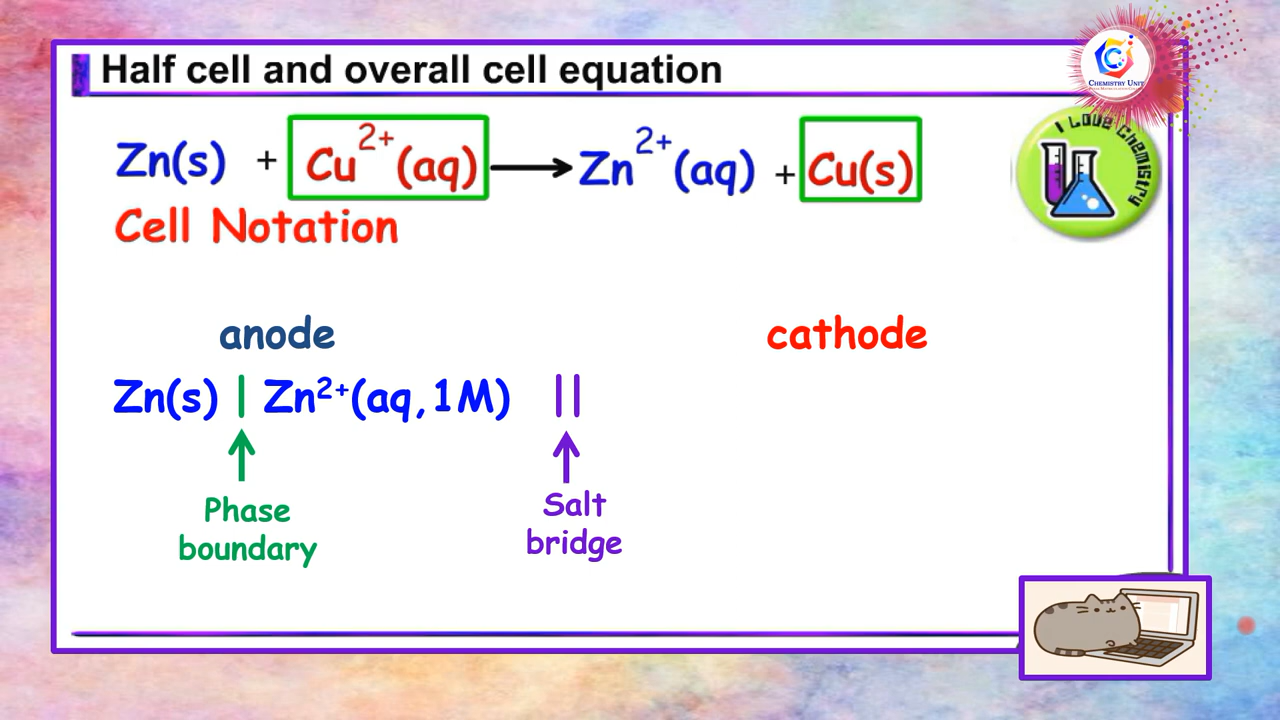 Half cell and overall cell equation
CHEMISTRY UNIT
I Love Chemistry
Zn(s) + Cu²⁺(aq) ⟶ Zn²⁺(aq) + Cu(s)
Cell Notation
anode cathode
Zn(s) | Zn²⁺(aq,1M) ||
Phase Salt
boundary bridge